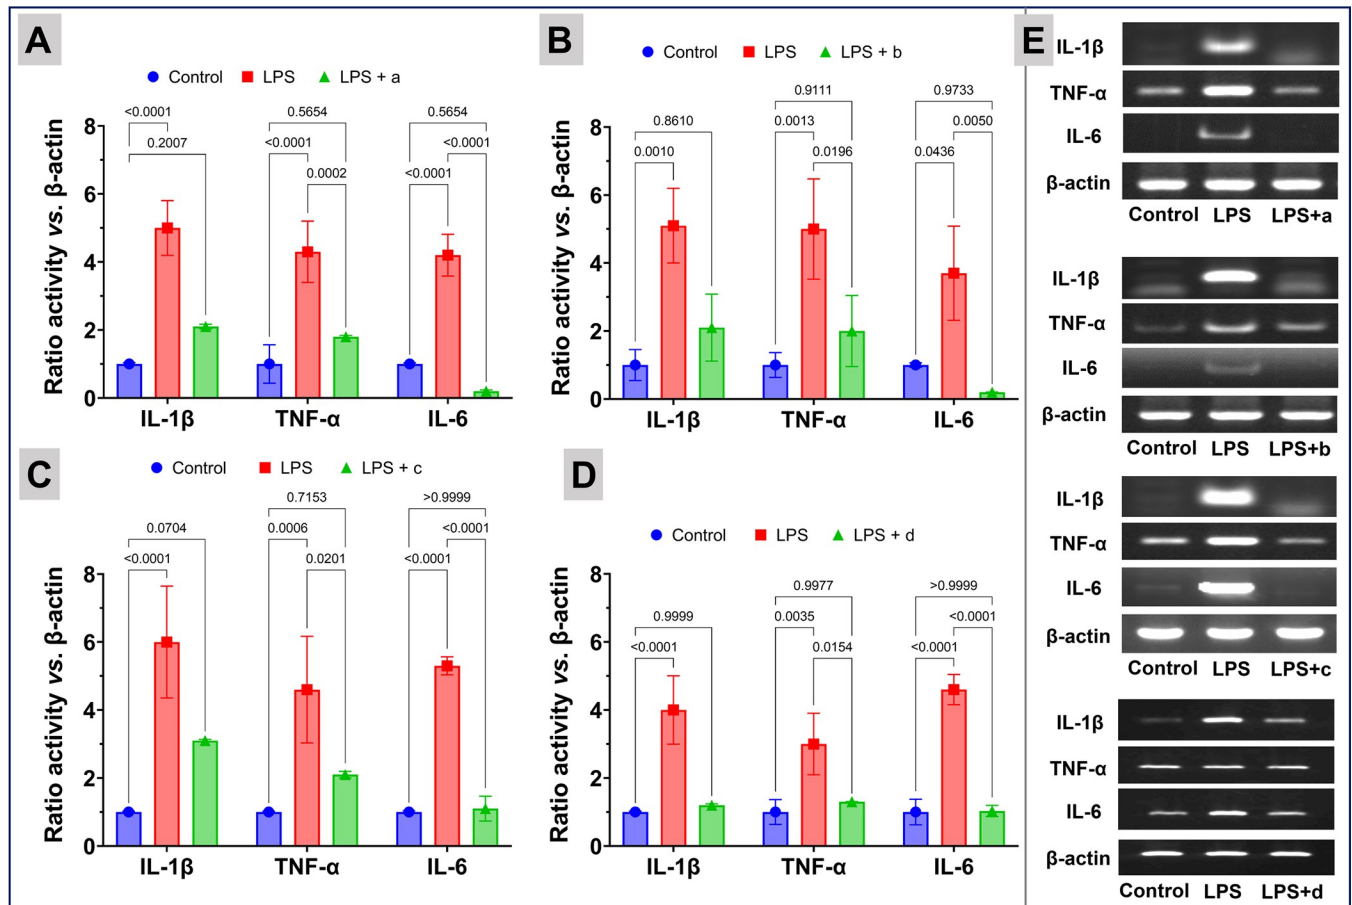 A
Control LPS LPS + a
<0.0001 0.5654 0.5654
0.2007 <0.0001 <0.0001
0.0002 <0.0001
Ratio activity vs. β-actin
8
6
4
2
0
IL-1β TNF-α IL-6
B
Control LPS LPS + b
0.9111 0.9733
0.8610 0.0013 0.0050
0.0010 0.0196 0.0436
Ratio activity vs. β-actin
8
6
4
2
0
IL-1β TNF-α IL-6
C
Control LPS LPS + c
0.7153 >0.9999
0.0704 0.0006 <0.0001
<0.0001 0.0201 <0.0001
Ratio activity vs. β-actin
8
6
4
2
0
IL-1β TNF-α IL-6
D
Control LPS LPS + d
0.9977 >0.9999
0.9999 0.0035 <0.0001
<0.0001 0.0154 <0.0001
Ratio activity vs. β-actin
8
6
4
2
0
IL-1β TNF-α IL-6
E
IL-1β
TNF-α
IL-6
β-actin
Control LPS LPS+a
IL-1β
TNF-α
IL-6
β-actin
Control LPS LPS+b
IL-1β
TNF-α
IL-6
β-actin
Control LPS LPS+c
IL-1β
TNF-α
IL-6
β-actin
Control LPS LPS+d